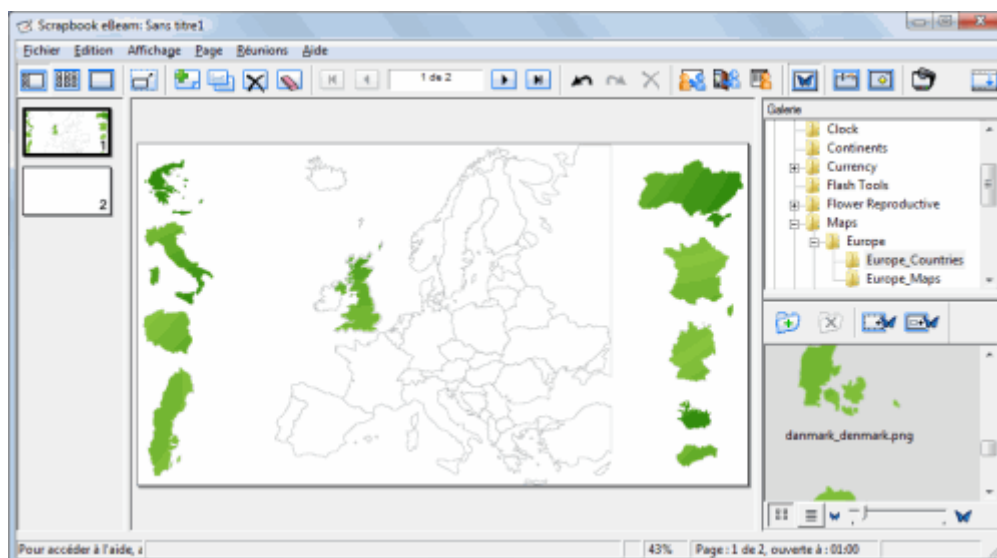 Scrapbook eBeam: Sans titre1
Fichier Edition Affichage Page Réunions Aide
1 de 2
1
2
Galerie
Clock
Continents
Currency
Flash Tools
Flower Reproductive
Maps
Europe
Europe_Countries
Europe_Maps
danmark_denmark.png
Pour accéder à l'aide, a
43% Page : 1 de 2, ouverte à : 01:00